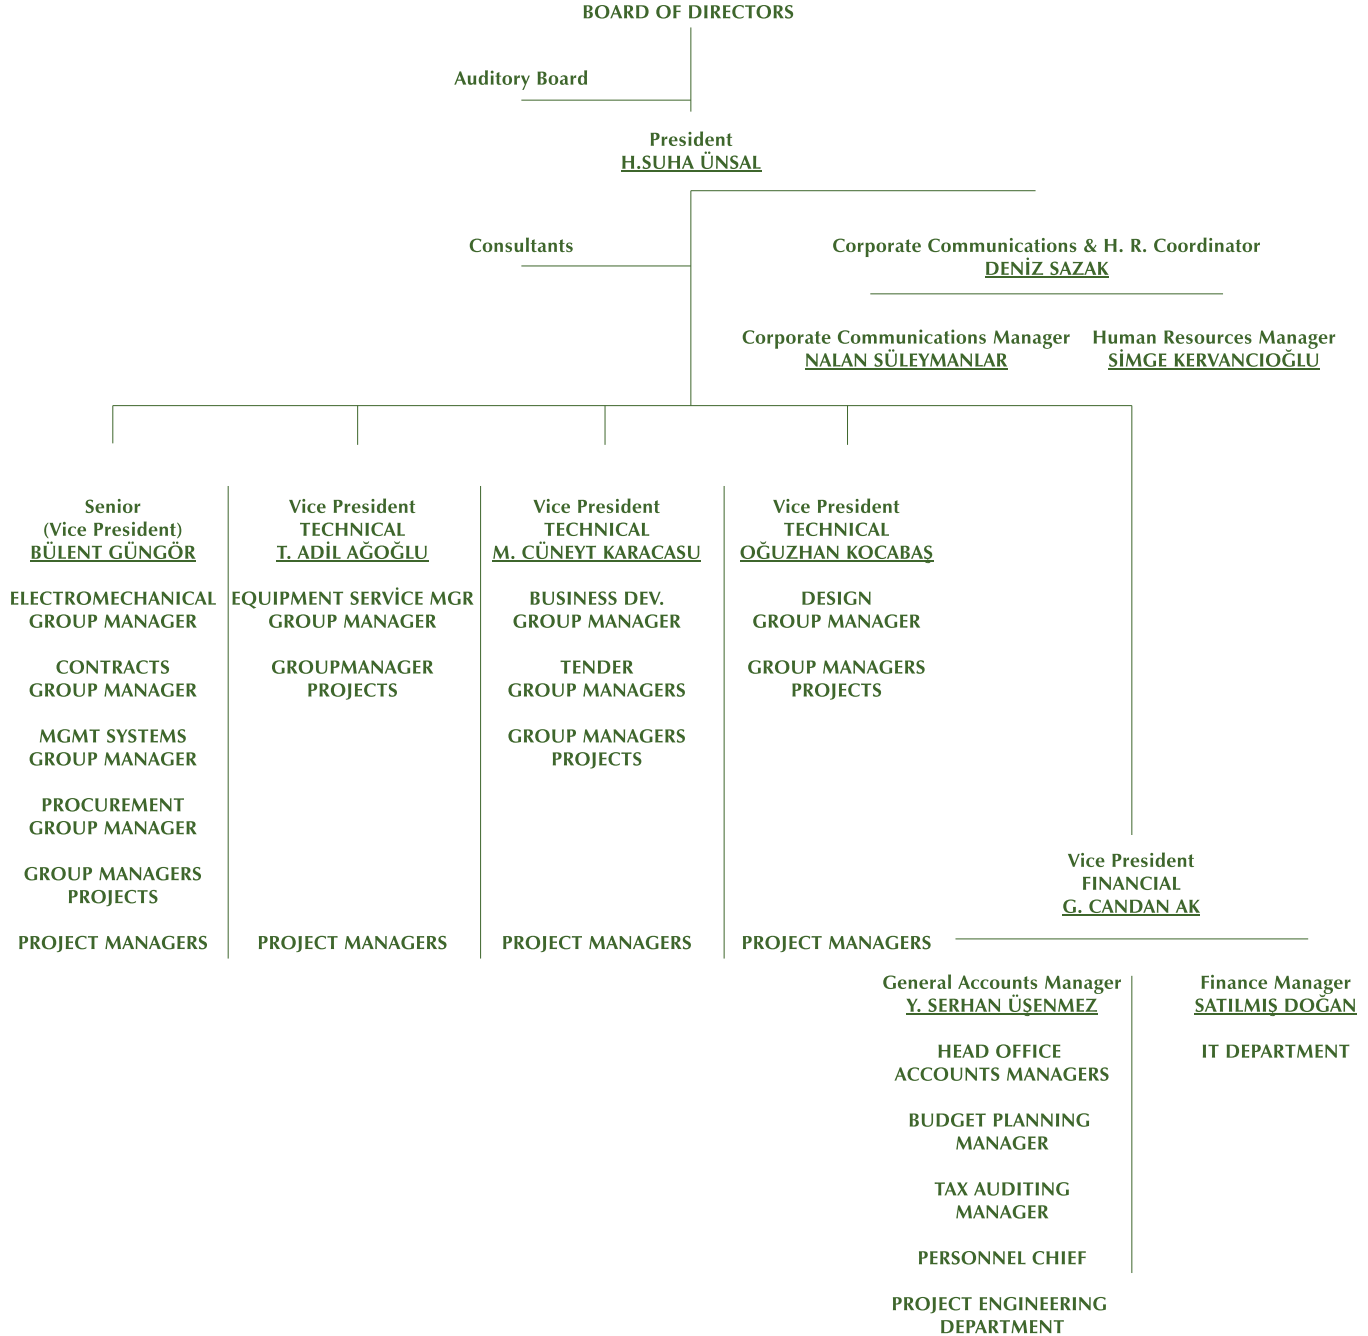 BOARD OF DIRECTORS
Auditory Board
President
H.SUHA ÜNSAL
Consultants
Corporate Communications & H. R. Coordinator
DENİZ SAZAK
Corporate Communications Manager
NALAN SÜLEYMANLAR
Human Resources Manager
SİMGE KERVANCIOĞLU
Senior
(Vice President)
BÜLENT GÜNGÖR
ELECTROMECHANICAL
GROUP MANAGER
CONTRACTS
GROUP MANAGER
MGMT SYSTEMS
GROUP MANAGER
PROCUREMENT
GROUP MANAGER
GROUP MANAGERS
PROJECTS
PROJECT MANAGERS
Vice President
TECHNICAL
T. ADİL AĞOĞLU
EQUIPMENT SERVİCE MGR
GROUP MANAGER
GROUPMANAGER
PROJECTS
PROJECT MANAGERS
Vice President
TECHNICAL
M. CÜNEYT KARACASU
BUSINESS DEV.
GROUP MANAGER
TENDER
GROUP MANAGERS
GROUP MANAGERS
PROJECTS
PROJECT MANAGERS
Vice President
TECHNICAL
OĞUZHAN KOCABAŞ
DESIGN
GROUP MANAGER
GROUP MANAGERS
PROJECTS
PROJECT MANAGERS
Vice President
FINANCIAL
G. CANDAN AK
General Accounts Manager
Y. SERHAN ÜŞENMEZ
HEAD OFFICE
ACCOUNTS MANAGERS
BUDGET PLANNING
MANAGER
TAX AUDITING
MANAGER
PERSONNEL CHIEF
PROJECT ENGINEERING
DEPARTMENT
Finance Manager
SATILMIŞ DOĞAN
IT DEPARTMENT